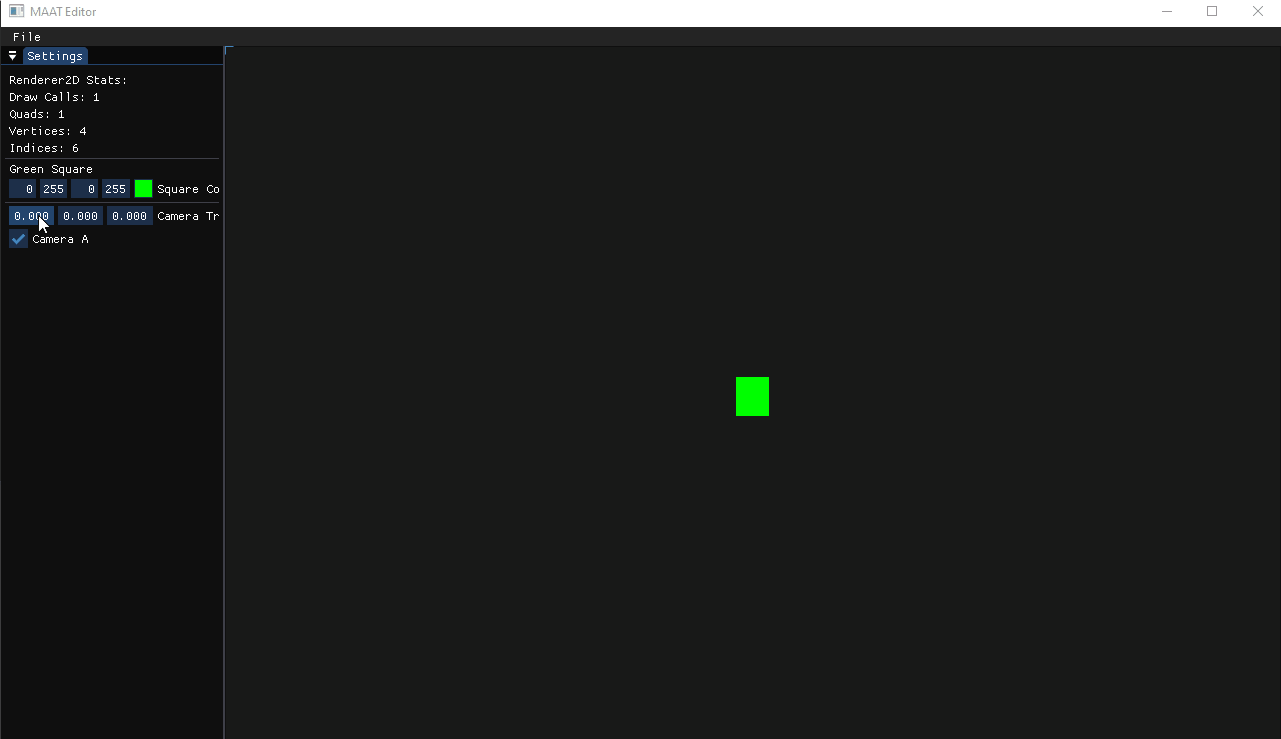 MAAT Editor
File
Settings
Renderer2D Stats:
Draw Calls: 1
Quads: 1
Vertices: 4
Indices: 6
Green Square
0 255 0 255 Square Co
0.000 0.000 0.000 Camera Tr
Camera A